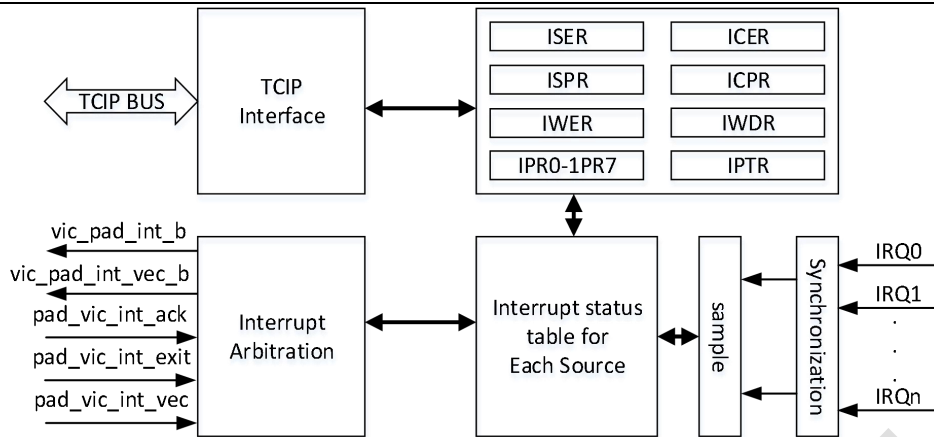 TCIP BUS
TCIP
Interface
ISER
ICER
ISPR
ICPR
IWER
IWDR
IPR0-1PR7
IPTR
vic_pad_int_b
vic_pad_int_vec_b
pad_vic_int_ack
pad_vic_int_exit
pad_vic_int_vec
Interrupt
Arbitration
Interrupt status
table for
Each Source
sample
Synchronization
IRQ0
IRQ1
.
.
.
IRQn